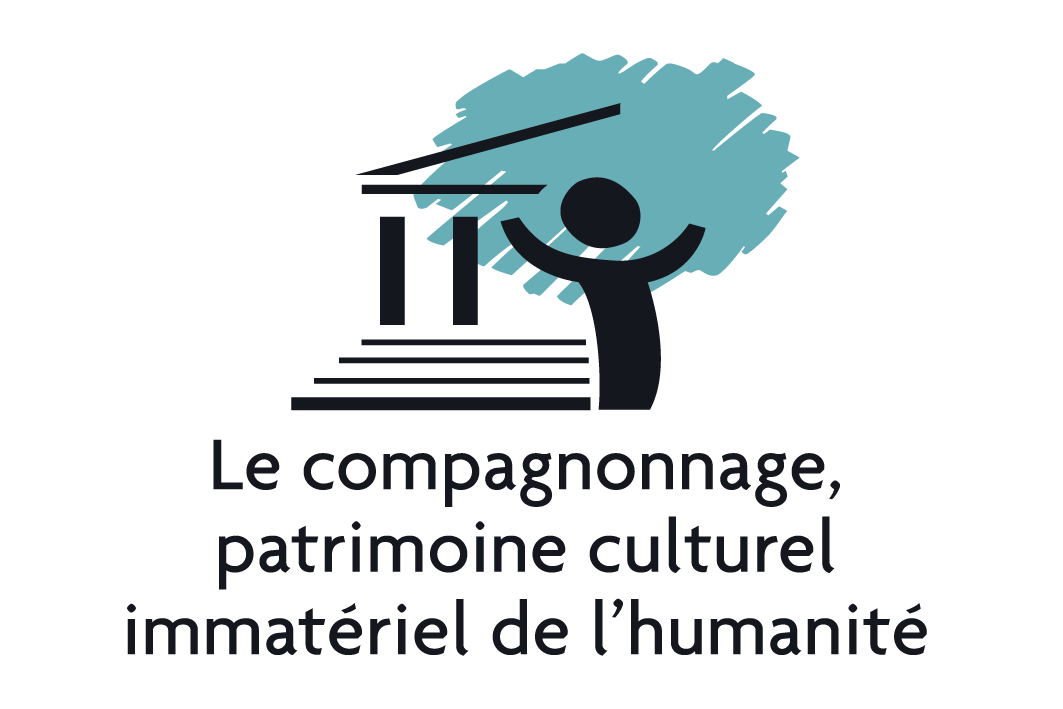 Le compagnonnage,
patrimoine culturel
immatériel de l’humanité